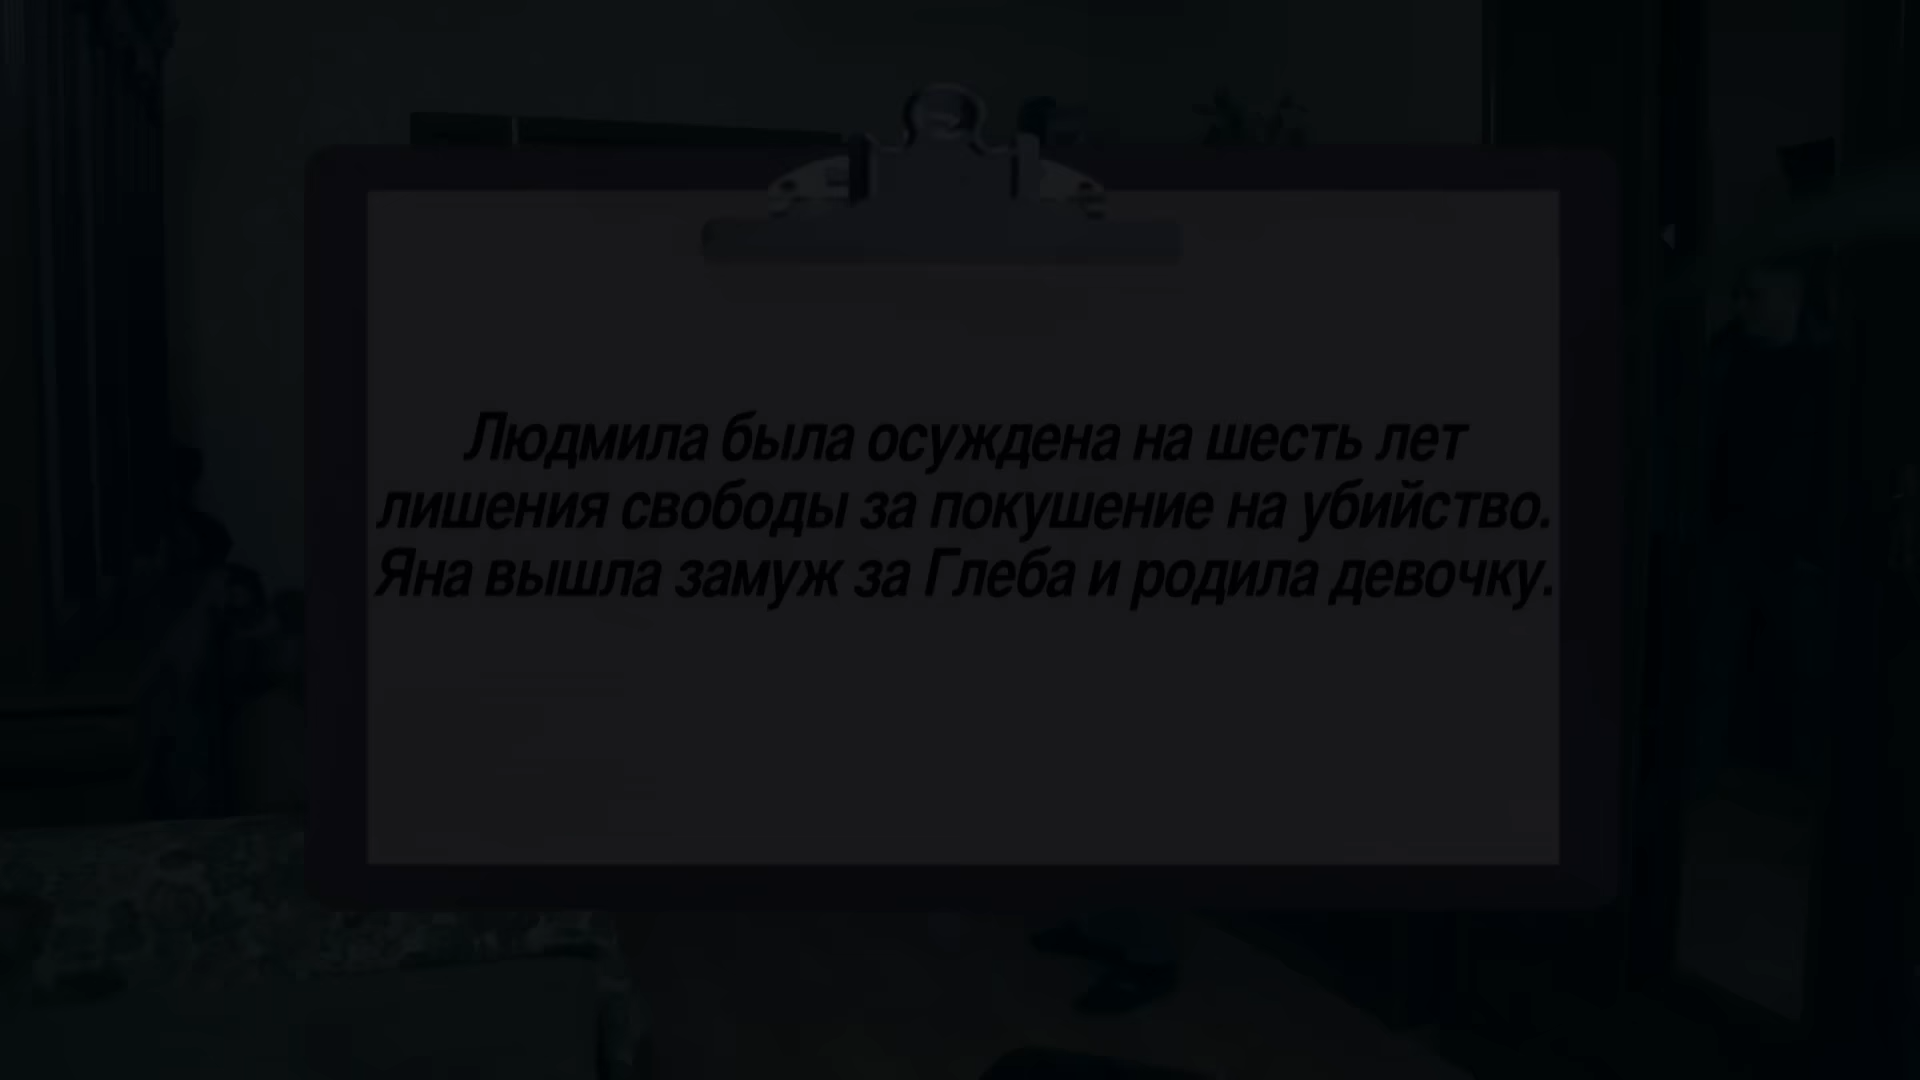 Людмила была осуждена на шесть лет
лишения свободы за покушение на убийство.
Яна вышла замуж за Глеба и родила девочку.